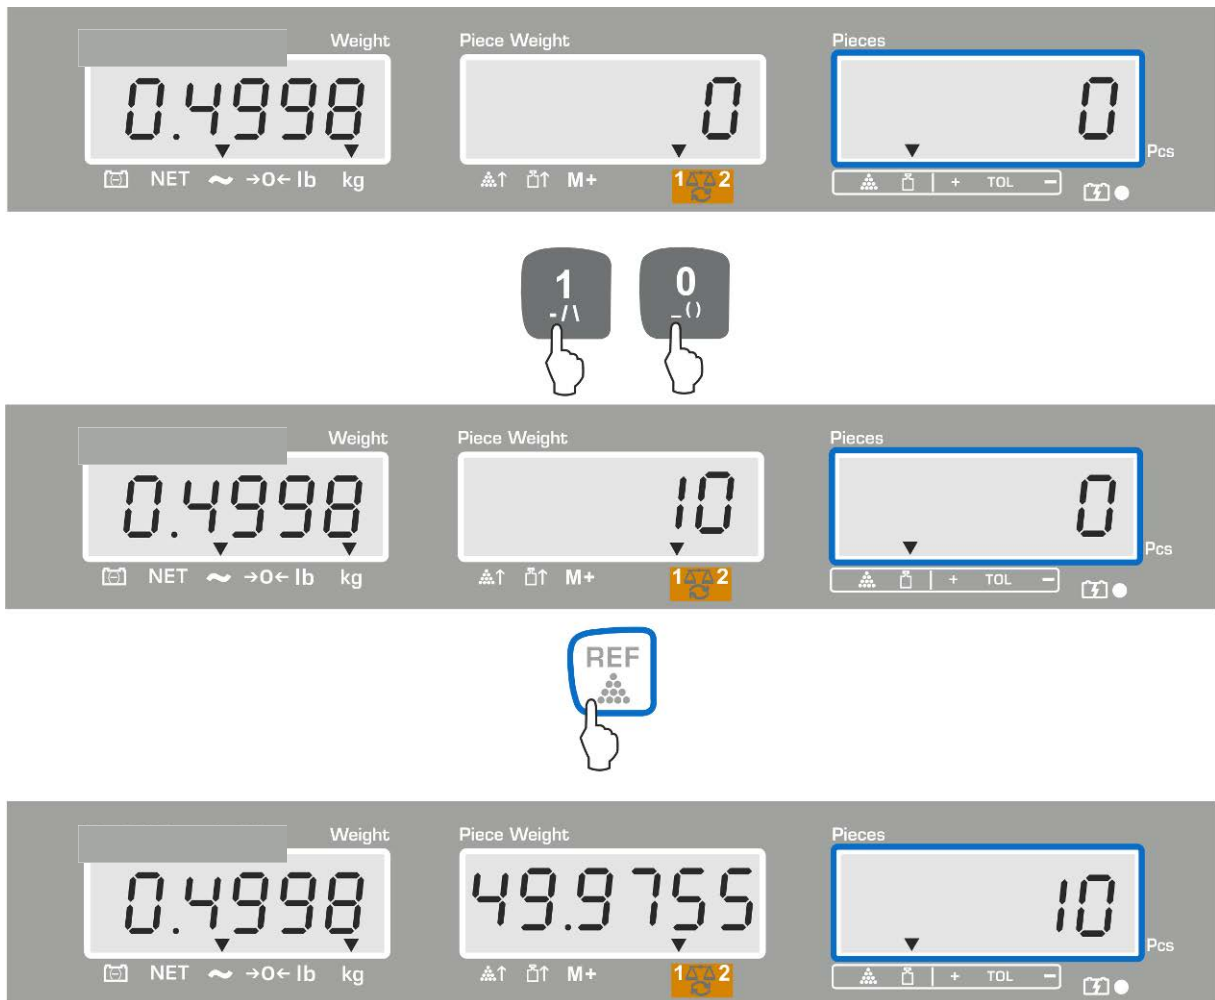 Weight Piece Weight Pieces
0.4998 0 0
Pcs
NET ~ →0← lb kg M+ 1 2 + TOL −
1 0
-/\ _()
Weight Piece Weight Pieces
0.4998 10 0
Pcs
NET ~ →0← lb kg M+ 1 2 + TOL −
REF
Weight Piece Weight Pieces
0.4998 49.9755 10
Pcs
NET ~ →0← lb kg M+ 1 2 + TOL −